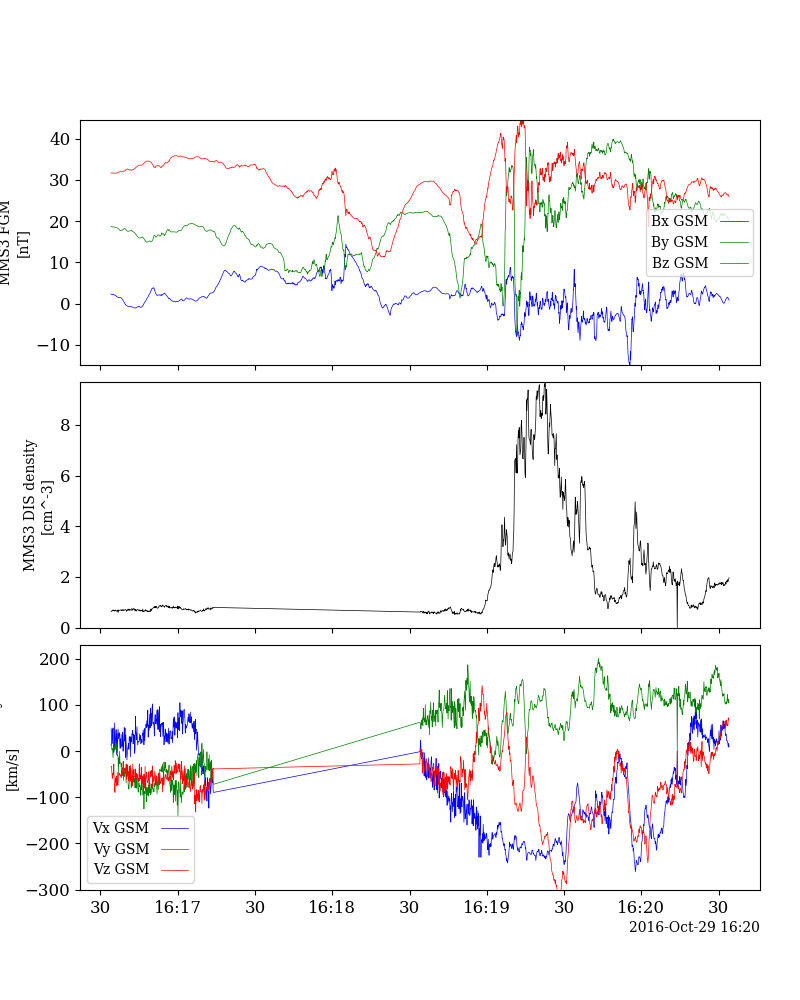 40
30
20
10
0
−10
MMS3 FGM
[nT]
Bx GSM
By GSM
Bz GSM
8
6
4
2
0
MMS3 DIS density
[cm^-3]
200
100
0
−100
−200
−300
[km/s]
Vx GSM
Vy GSM
Vz GSM
30 16:17 30 16:18 30 16:19 30 16:20 30
2016-Oct-29 16:20